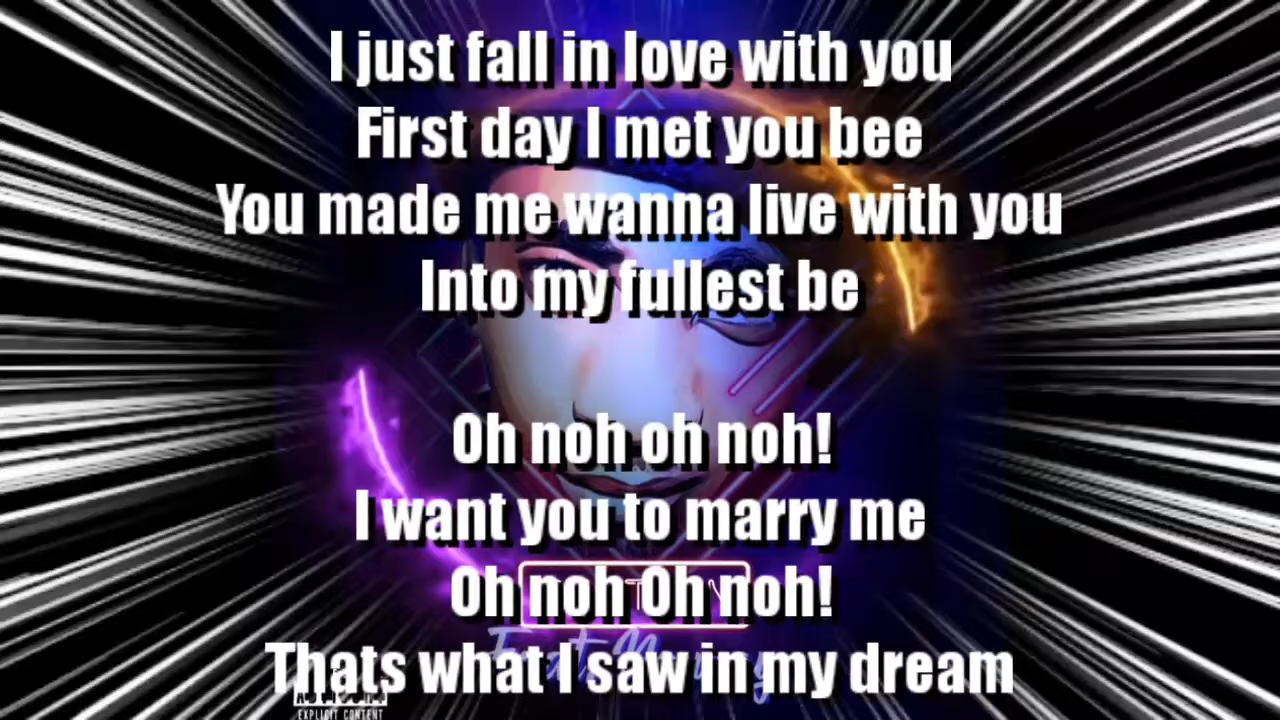 I just fall in love with you
First day I met you bee
You made me wanna live with you
Into my fullest be
Oh noh oh noh!
I want you to marry me
Oh noh Oh noh!
Thats what I saw in my dream
EXPLICIT CONTENT